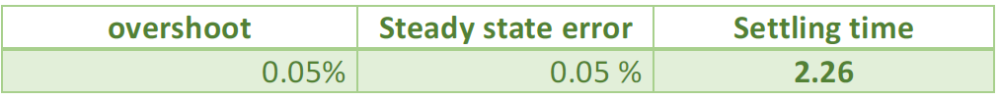 overshoot Steady state error Settling time
0.05% 0.05 % 2.26